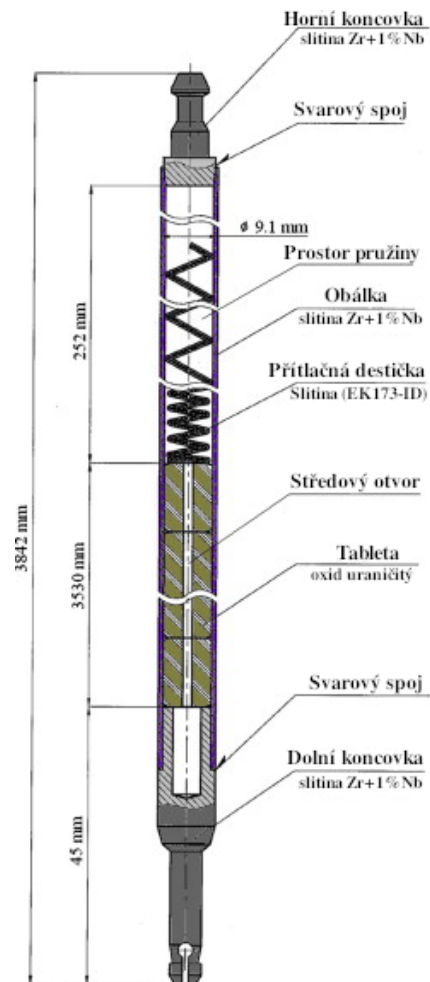 Horní koncovka
slitina Zr+1%Nb
Svarový spoj
ø 9.1 mm
Prostor pružiny
Obálka
slitina Zr+1%Nb
Přítlačná destička
Slitina (EK173-ID)
Středový otvor
Tableta
oxid uraničitý
Svarový spoj
Dolní koncovka
slitina Zr+1%Nb
252 mm
3842 mm
3530 mm
45 mm